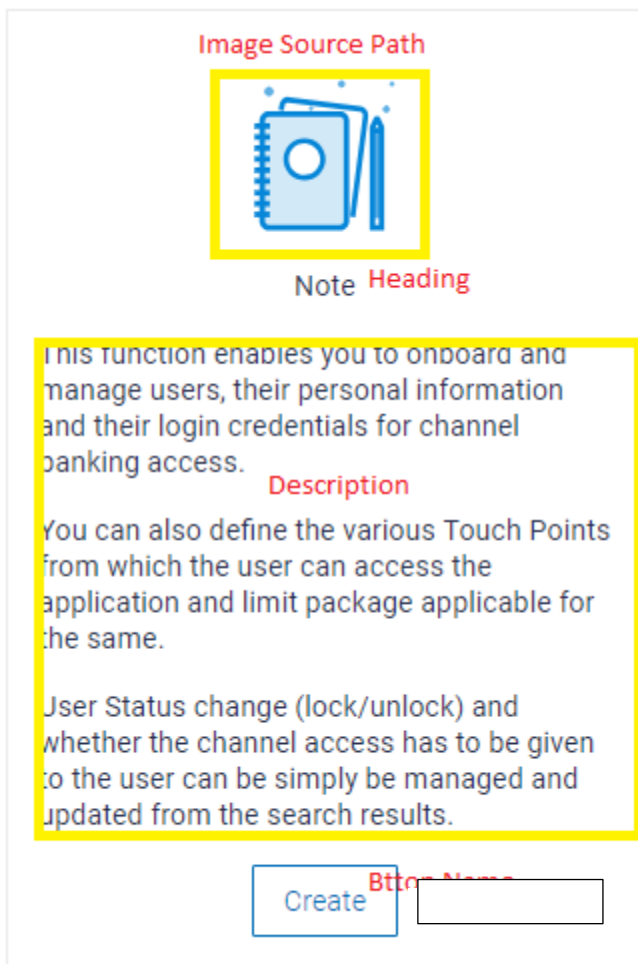 Image Source Path
Note Heading
This function enables you to onboard and
manage users, their personal information
and their login credentials for channel
banking access.
Description
You can also define the various Touch Points
from which the user can access the
application and limit package applicable for
the same.
User Status change (lock/unlock) and
whether the channel access has to be given
to the user can be simply be managed and
updated from the search results.
Create Btton Name